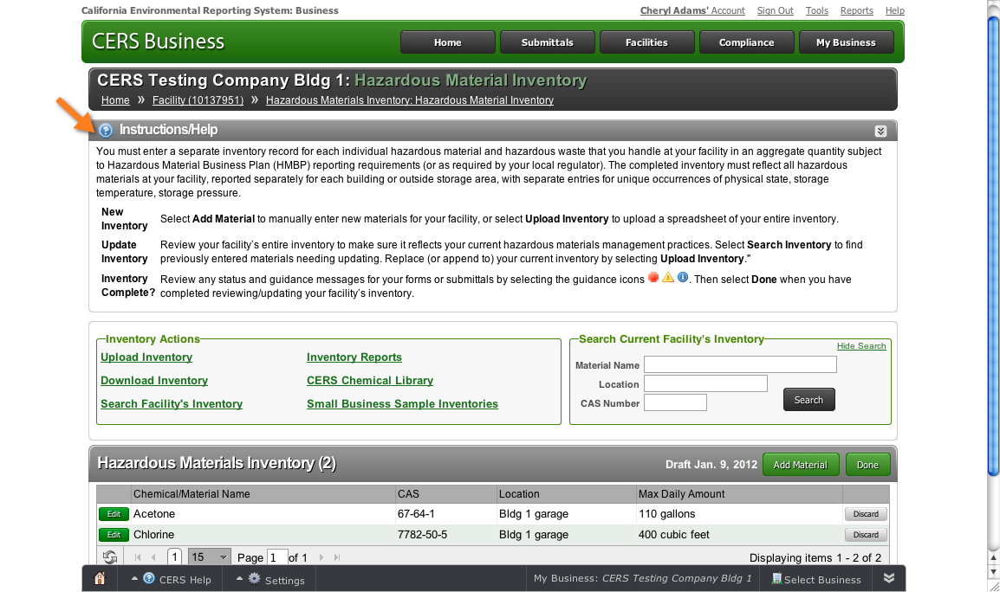 California Environmental Reporting System: Business
Cheryl Adams' Account Sign Out Tools Reports Help
CERS Business
Home Submittals Facilities Compliance My Business
CERS Testing Company Bldg 1: Hazardous Material Inventory
Home » Facility (10137951) » Hazardous Materials Inventory: Hazardous Material Inventory
Instructions/Help
You must enter a separate inventory record for each individual hazardous material and hazardous waste that you handle at your facility in an aggregate quantity subject
to Hazardous Material Business Plan (HMBP) reporting requirements (or as required by your local regulator). The completed inventory must reflect all hazardous
materials at your facility, reported separately for each building or outside storage area, with separate entries for unique occurrences of physical state, storage
temperature, storage pressure.
New
Inventory
Select Add Material to manually enter new materials for your facility, or select Upload Inventory to upload a spreadsheet of your entire inventory.
Update
Inventory
Review your facility's entire inventory to make sure it reflects your current hazardous materials management practices. Select Search Inventory to find
previously entered materials needing updating. Replace (or append to) your current inventory by selecting Upload Inventory."
Inventory
Complete?
Review any status and guidance messages for your forms or submittals by selecting the guidance icons . Then select Done when you have
completed reviewing/updating your facility's inventory.
Inventory Actions
Upload Inventory Inventory Reports
Download Inventory CERS Chemical Library
Search Facility's Inventory Small Business Sample Inventories
Search Current Facility's Inventory
Hide Search
Material Name
Location
CAS Number
Search
Hazardous Materials Inventory (2)
Draft Jan. 9, 2012 Add Material Done
Chemical/Material Name CAS Location Max Daily Amount
Edit Acetone 67-64-1 Bldg 1 garage 110 gallons Discard
Edit Chlorine 7782-50-5 Bldg 1 garage 400 cubic feet Discard
1 15 Page 1 of 1 Displaying items 1 - 2 of 2
CERS Help Settings My Business: CERS Testing Company Bldg 1 Select Business